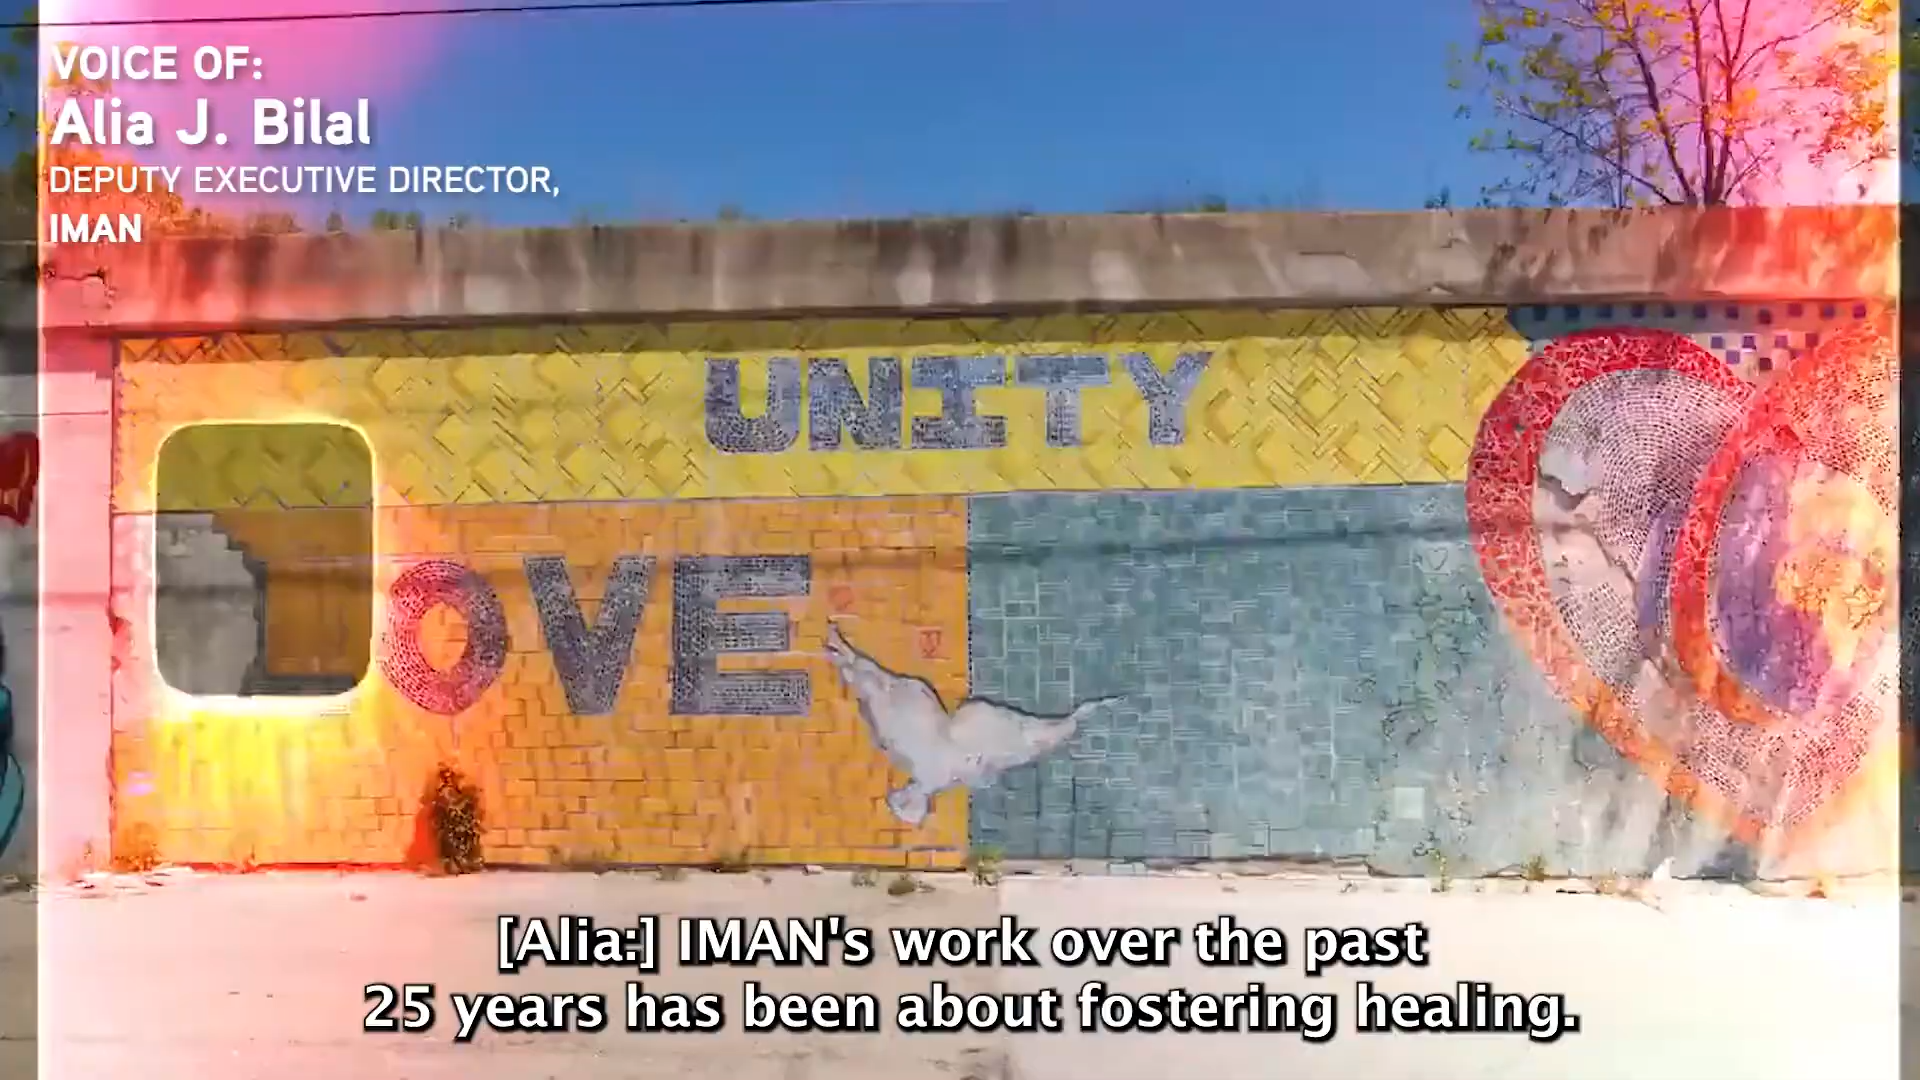 VOICE OF:
Alia J. Bilal
DEPUTY EXECUTIVE DIRECTOR,
IMAN
UNITY
OVE
[Alia:] IMAN's work over the past
25 years has been about fostering healing.